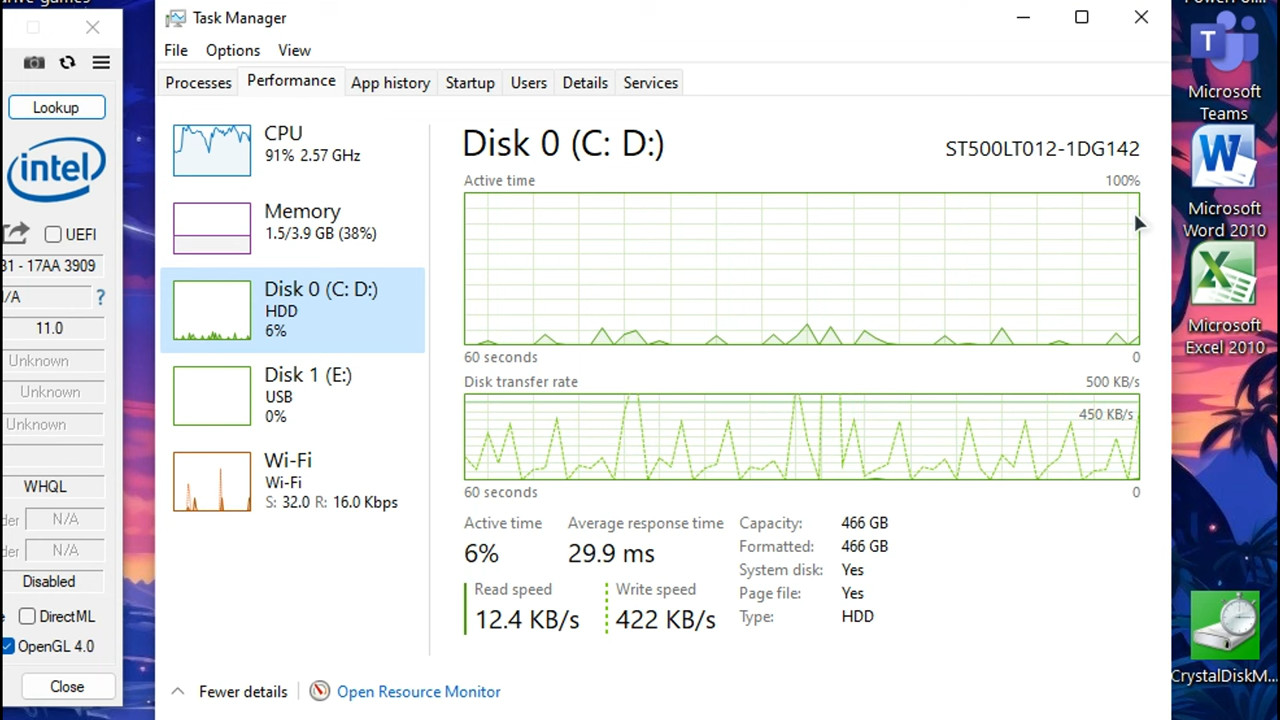 Task Manager
File Options View
Processes Performance App history Startup Users Details Services
Lookup
intel
UEFI
31 - 17AA 3909
/A ?
11.0
Unknown
Unknown
Unknown
WHQL
der N/A
der N/A
Disabled
DirectML
OpenGL 4.0
Close
CPU
91% 2.57 GHz
Memory
1.5/3.9 GB (38%)
Disk 0 (C: D:)
HDD
6%
Disk 1 (E:)
USB
0%
Wi-Fi
Wi-Fi
S: 32.0 R: 16.0 Kbps
Disk 0 (C: D:) ST500LT012-1DG142
Active time 100%
60 seconds 0
Disk transfer rate 500 KB/s
450 KB/s
60 seconds 0
Active time Average response time
6% 29.9 ms
Read speed Write speed
12.4 KB/s 422 KB/s
Capacity: 466 GB
Formatted: 466 GB
System disk: Yes
Page file: Yes
Type: HDD
Fewer details Open Resource Monitor
T
Microsoft
Teams
W
Microsoft
Word 2010
X
Microsoft
Excel 2010
CrystalDiskM...